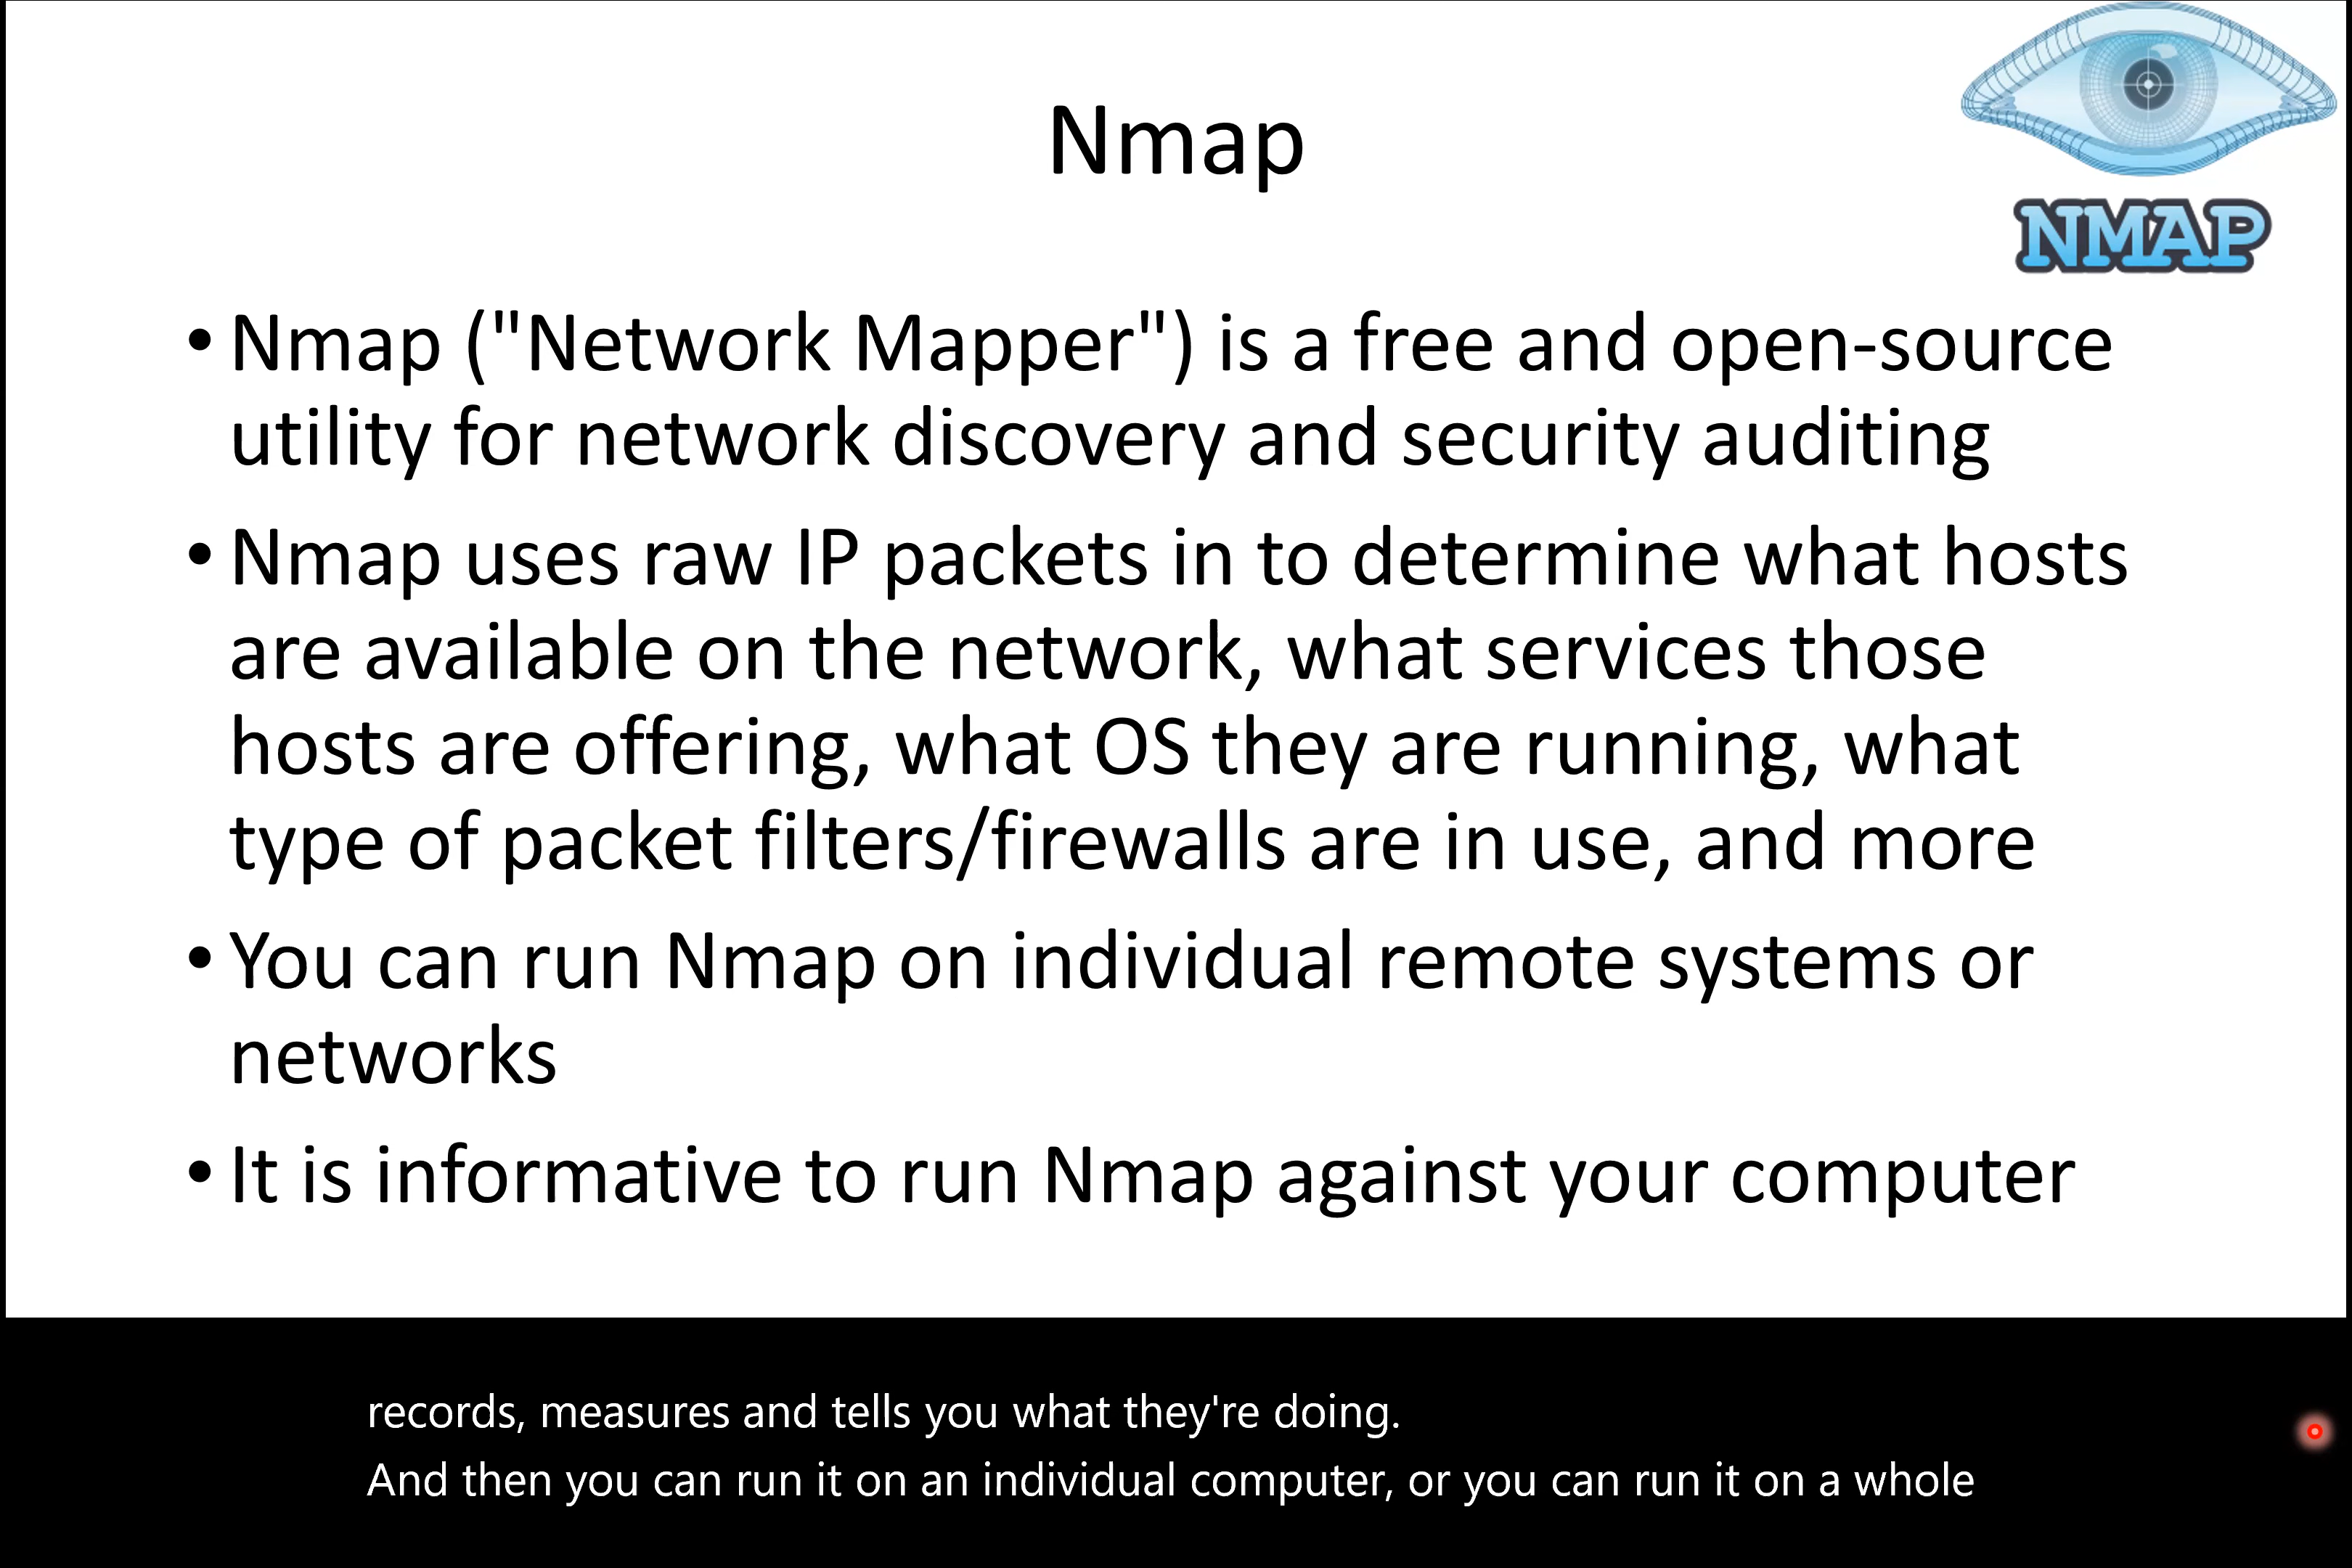 Nmap
NMAP
• Nmap ("Network Mapper") is a free and open-source
utility for network discovery and security auditing
• Nmap uses raw IP packets in to determine what hosts
are available on the network, what services those
hosts are offering, what OS they are running, what
type of packet filters/firewalls are in use, and more
• You can run Nmap on individual remote systems or
networks
• It is informative to run Nmap against your computer
records, measures and tells you what they're doing.
And then you can run it on an individual computer, or you can run it on a whole